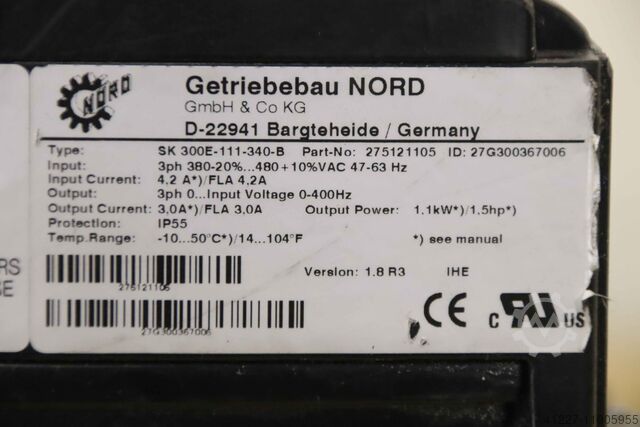 NORD
Getriebebau NORD
GmbH & Co KG
D-22941 Bargteheide / Germany
Type: SK 300E-111-340-B Part-No: 275121105 ID: 27G300367006
Input: 3ph 380-20%...480+10%VAC 47-63 Hz
Input Current: 4,2 A*)/FLA 4,2A
Output: 3ph 0...Input Voltage 0-400Hz
Output Current: 3,0A*)/FLA 3,0A Output Power: 1.1kW*)/1.5hp*)
Protection: IP55
Temp.Range: -10...50°C*)/14...104°F *) see manual
RS
SE
275121105
Version: 1.8 R3 IHE
27G300367006
CE C US
-11905955